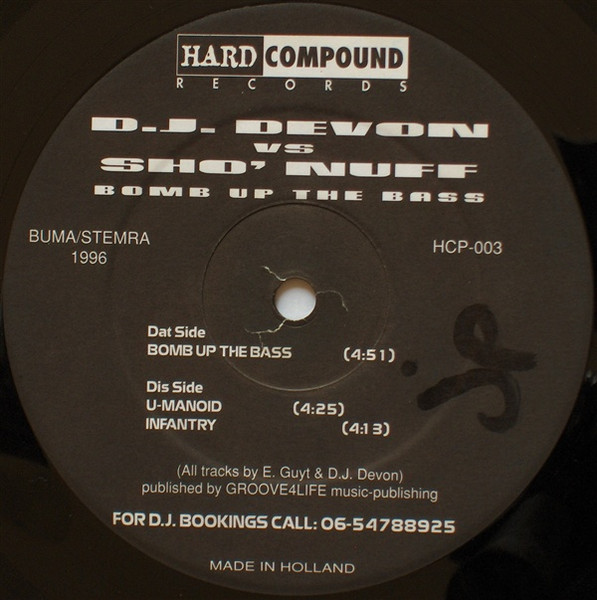 HARD COMPOUND
RECORDS
D.J. DEVON
VS
SHO' NUFF
BOMB UP THE BASS
BUMA/STEMRA
1996
HCP-003
Dat Side
BOMB UP THE BASS (4:51)
Dis Side
U-MANOID (4:25)
INFANTRY (4:13)
(All tracks by E. Guyt & D.J. Devon)
published by GROOVE4LIFE music-publishing
FOR D.J. BOOKINGS CALL: 06-54788925
MADE IN HOLLAND